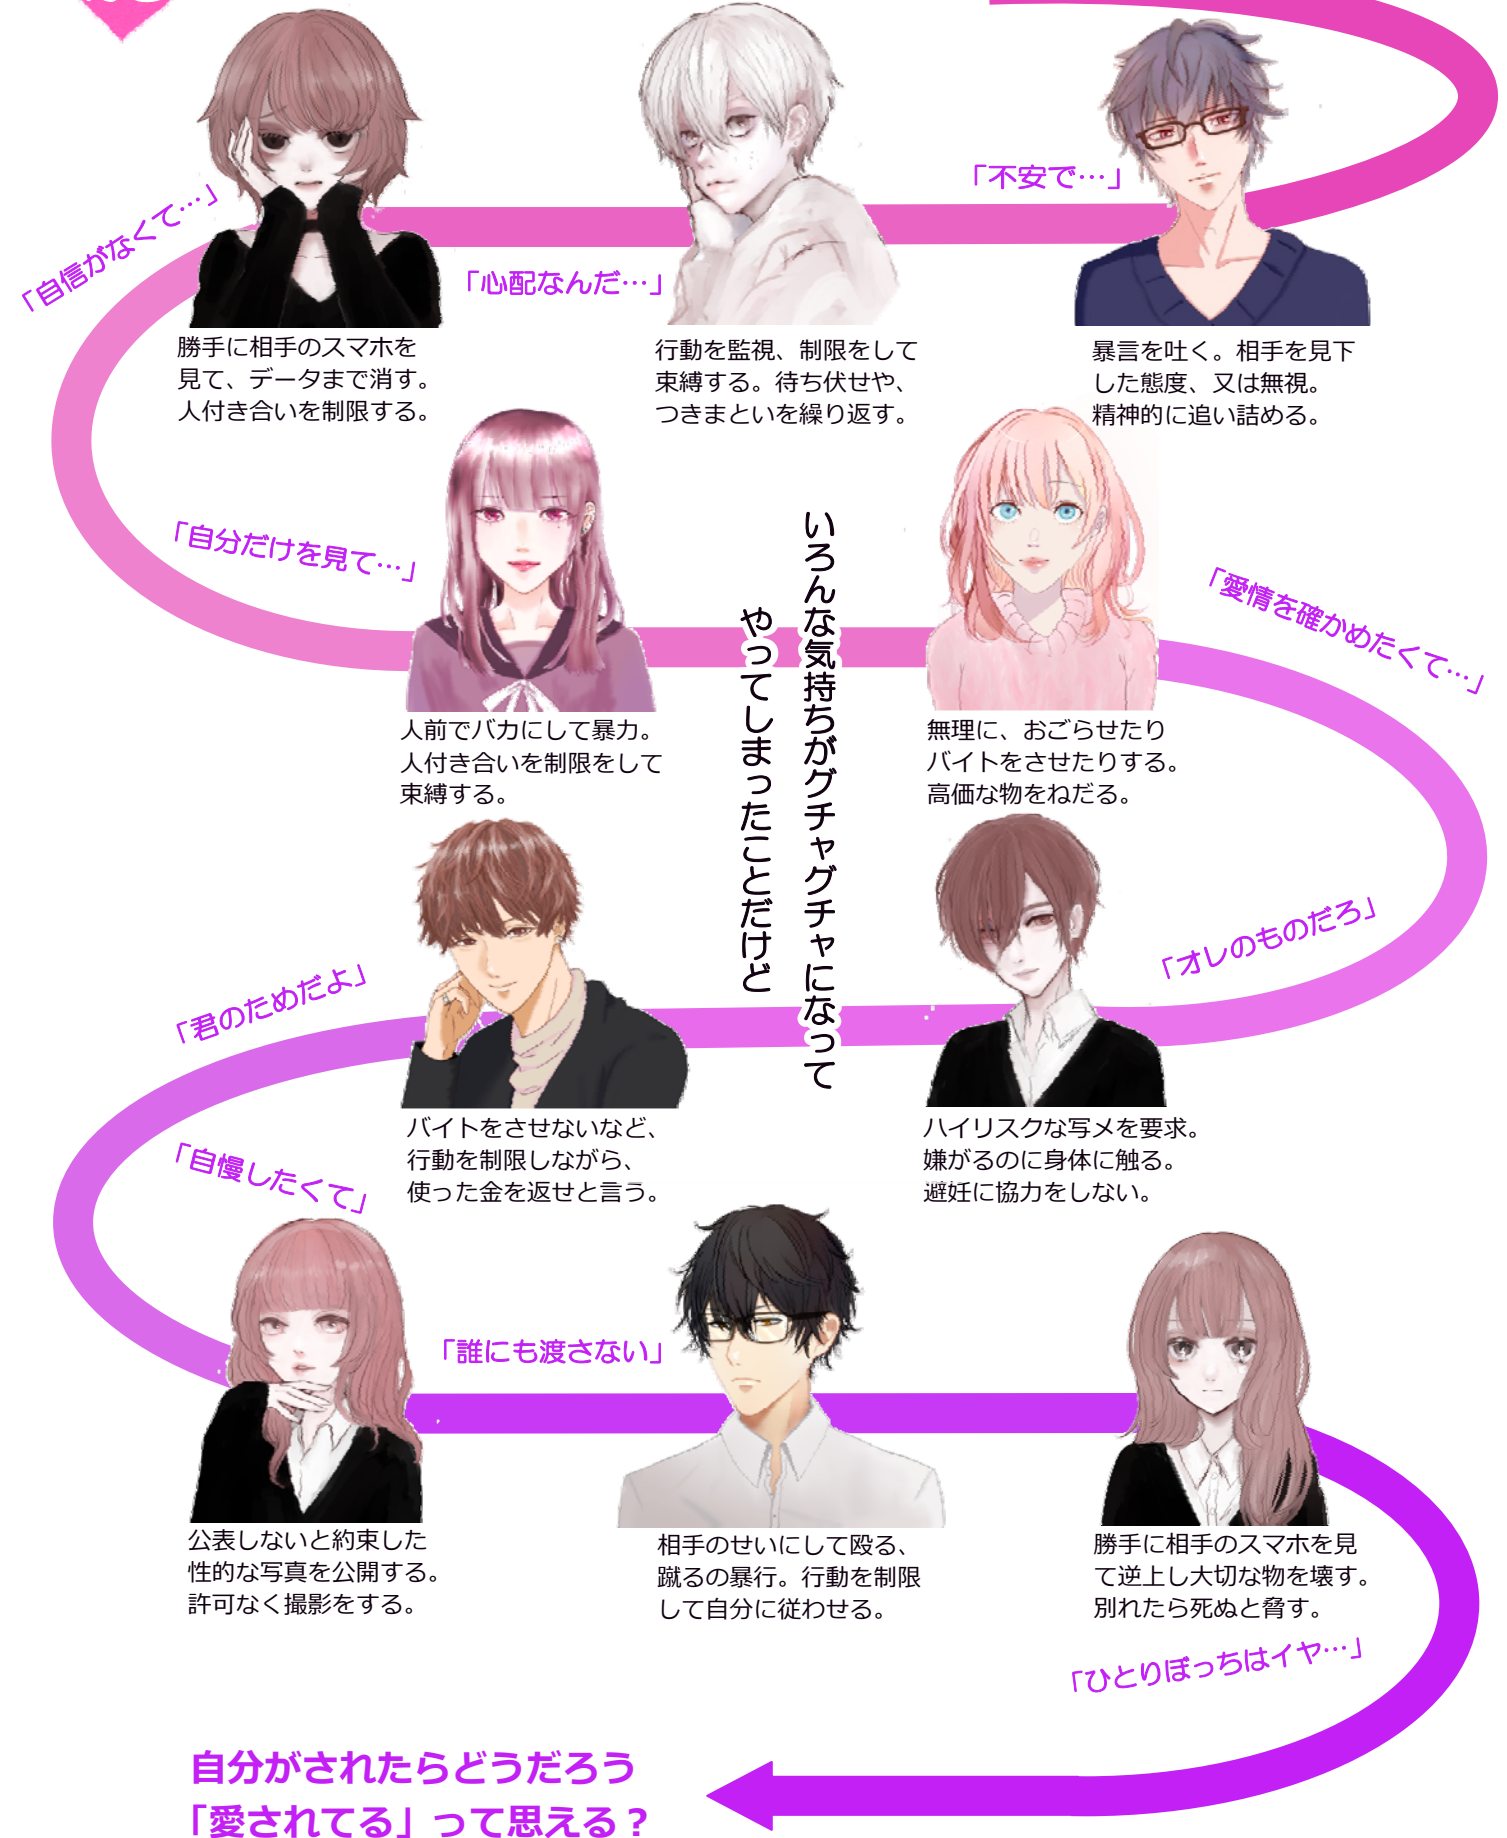 「不安で…」
暴言を吐く。相手を見下
した態度、又は無視。
精神的に追い詰める。
「心配なんだ…」
行動を監視、制限をして
束縛する。待ち伏せや、
つきまといを繰り返す。
「自信がなくて…」
勝手に相手のスマホを
見て、データまで消す。
人付き合いを制限する。
「自分だけを見て…」
人前でバカにして暴力。
人付き合いを制限をして
束縛する。
いろんな気持ちがグチャグチャになって
やってしまったことだけど
「愛情を確かめたくて…」
無理に、おごらせたり
バイトをさせたりする。
高価な物をねだる。
「オレのものだろ」
ハイリスクな写メを要求。
嫌がるのに身体に触る。
避妊に協力をしない。
「君のためだよ」
バイトをさせないなど、
行動を制限しながら、
使った金を返せと言う。
「自慢したくて」
公表しないと約束した
性的な写真を公開する。
許可なく撮影をする。
「誰にも渡さない」
相手のせいにして殴る、
蹴るの暴行。行動を制限
して自分に従わせる。
勝手に相手のスマホを見
て逆上し大切な物を壊す。
別れたら死ぬと脅す。
「ひとりぼっちはイヤ…」
自分がされたらどうだろう
「愛されてる」って思える？